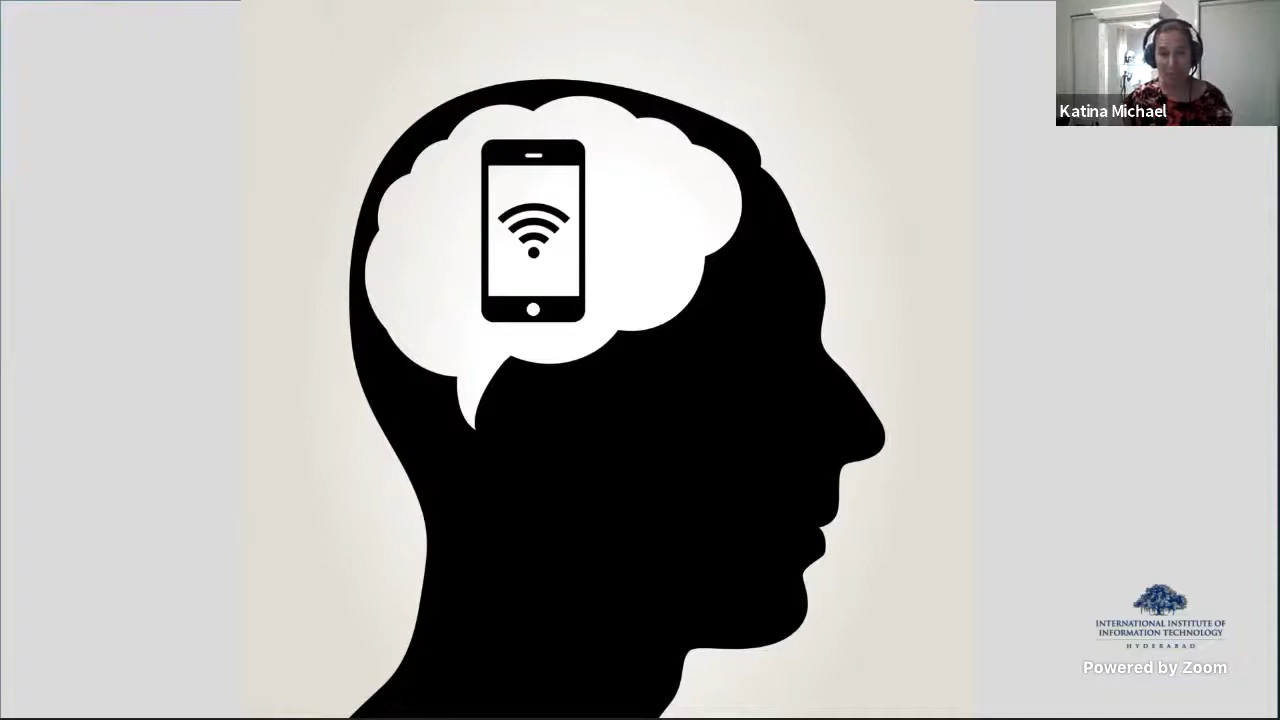 Katina Michael
INTERNATIONAL INSTITUTE OF
INFORMATION TECHNOLOGY
HYDERABAD
Powered by Zoom